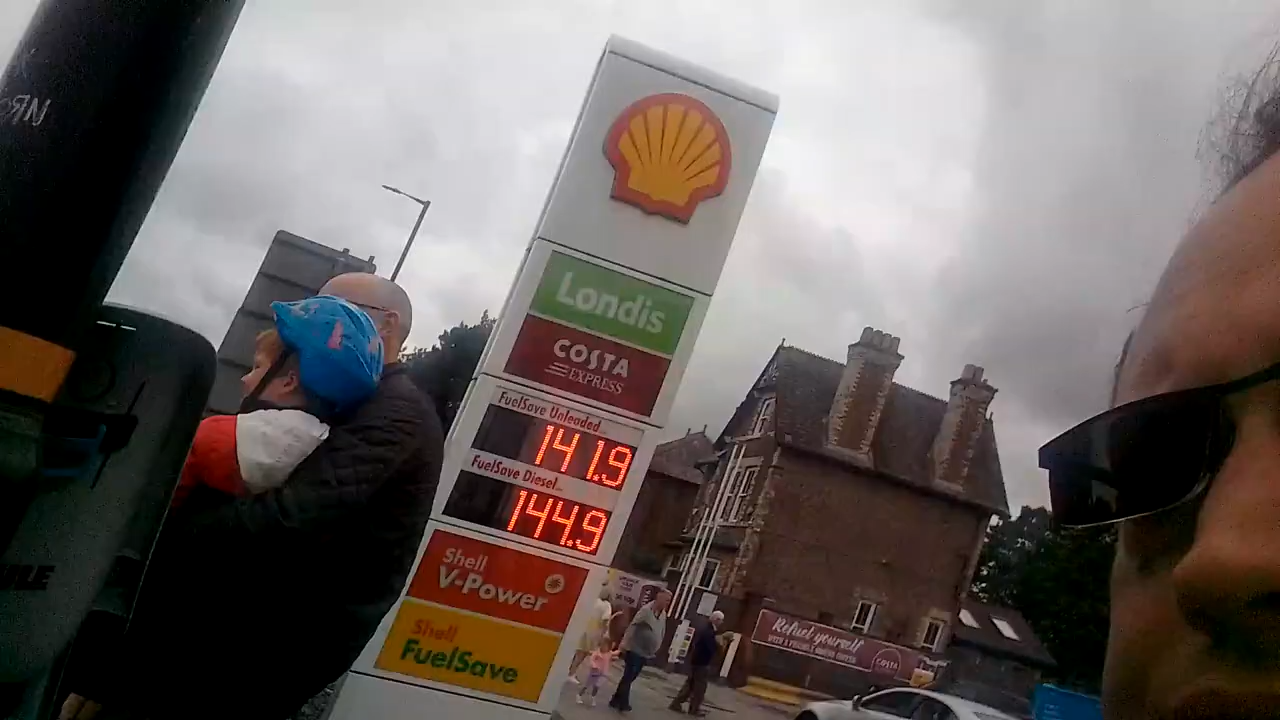 Londis
COSTA
EXPRESS
FuelSave Unleaded
141.9
FuelSave Diesel
144.9
Shell
V-Power
Shell
FuelSave
Refuel yourself
COSTA